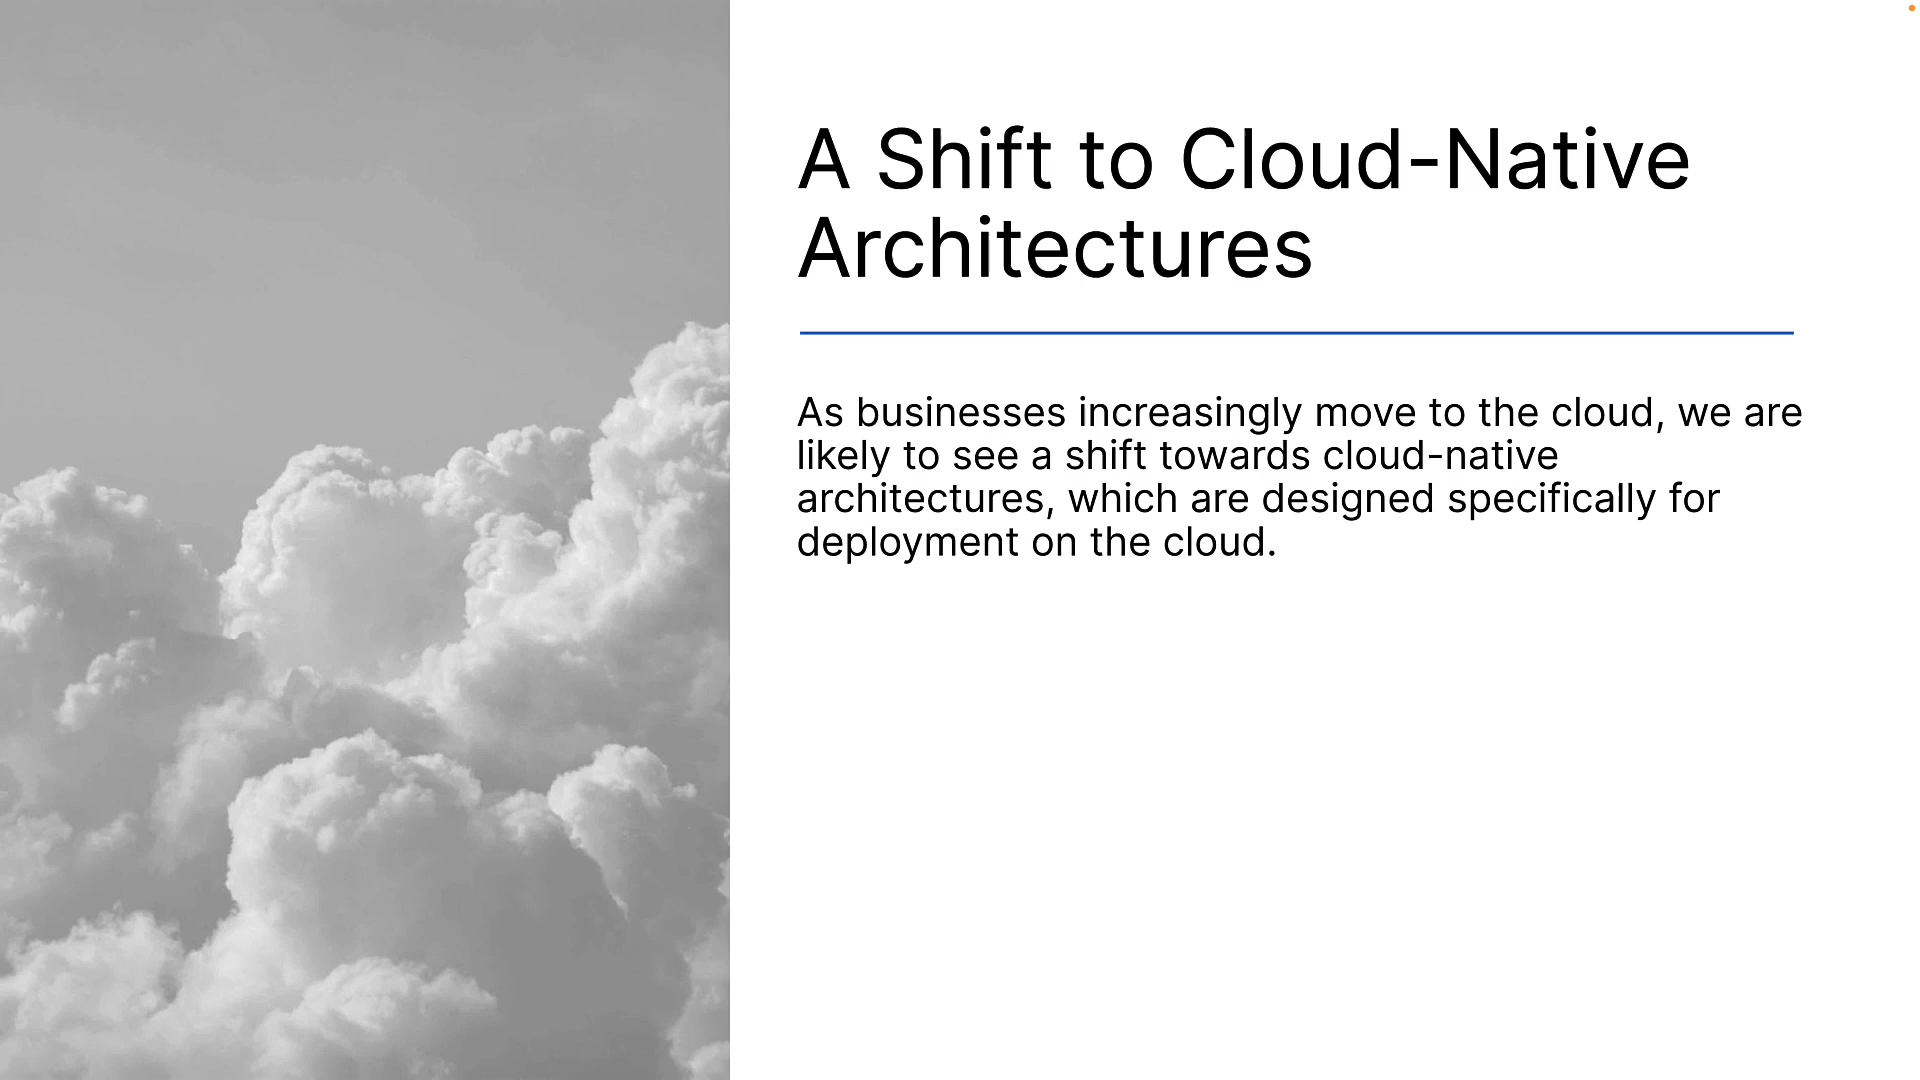 A Shift to Cloud-Native
Architectures
As businesses increasingly move to the cloud, we are
likely to see a shift towards cloud-native
architectures, which are designed specifically for
deployment on the cloud.